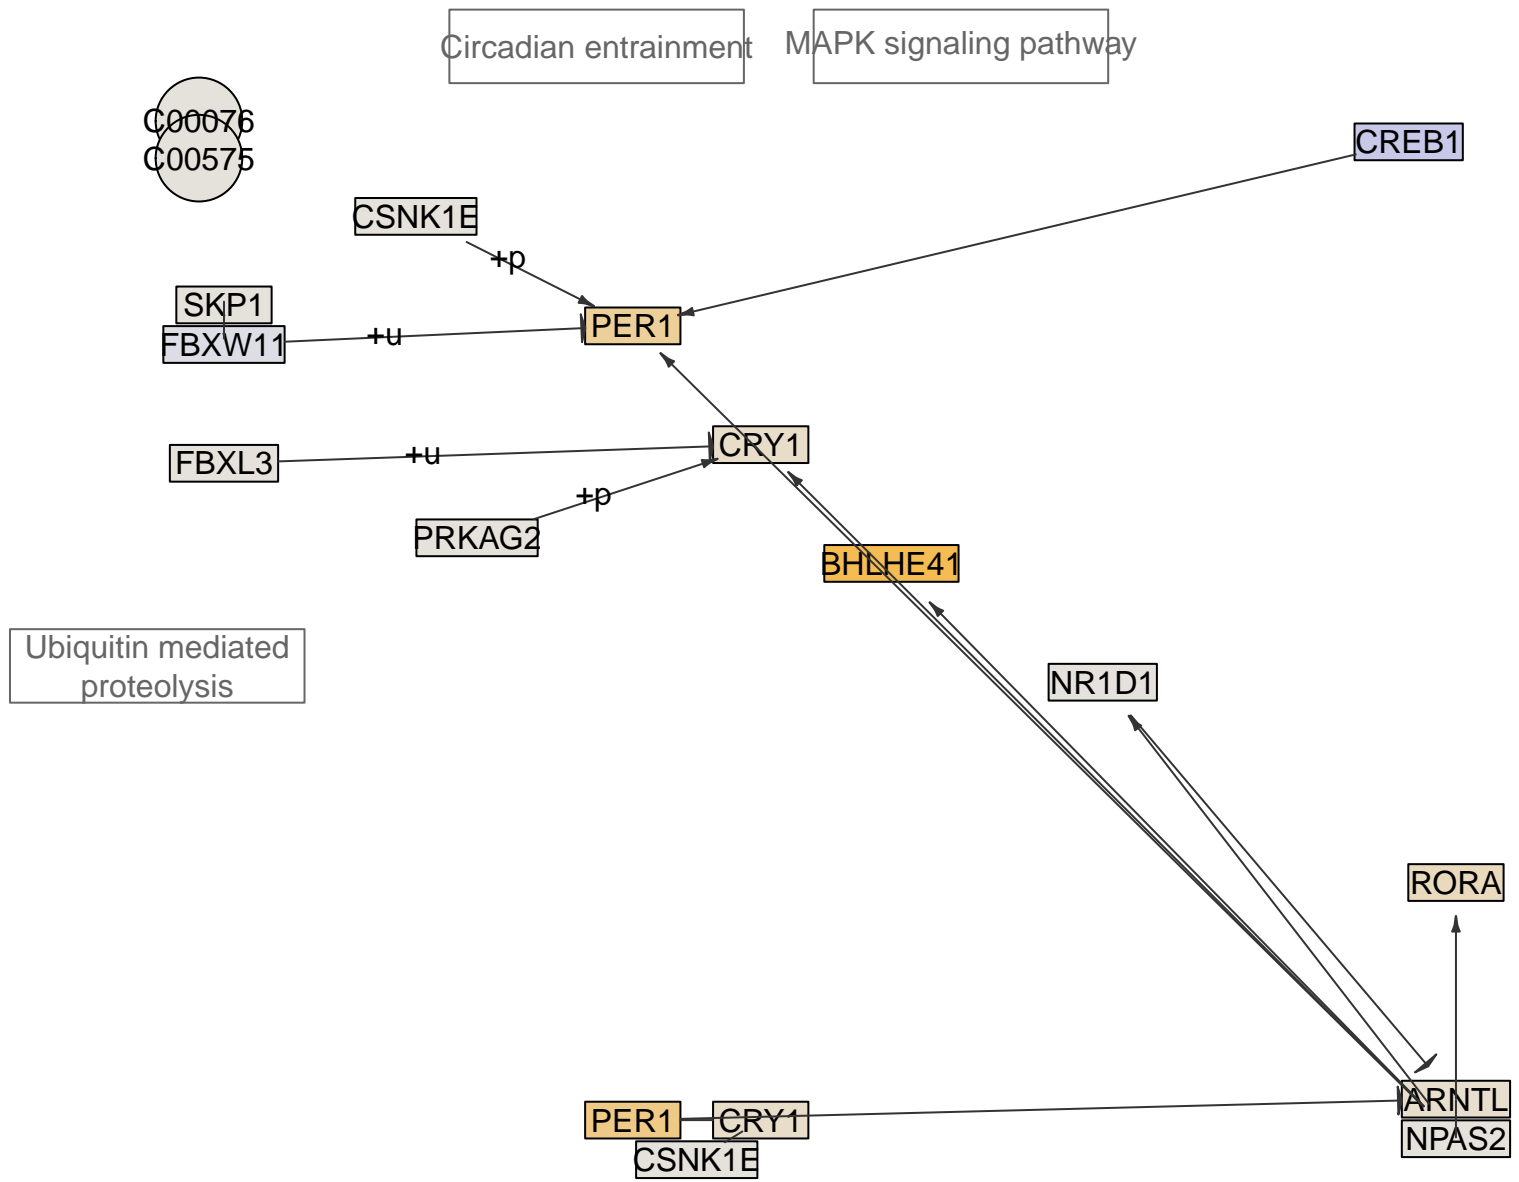 Circadian entrainment
MAPK signaling pathway
C00076
C00575
CREB1
CSNK1E
+p
SKP1
PER1
FBXW11
+u
CRY1
FBXL3
+u
+p
PRKAG2
BHLHE41
Ubiquitin mediated
proteolysis
NR1D1
RORA
ARNTL
PER1
CRY1
NPAS2
CSNK1E